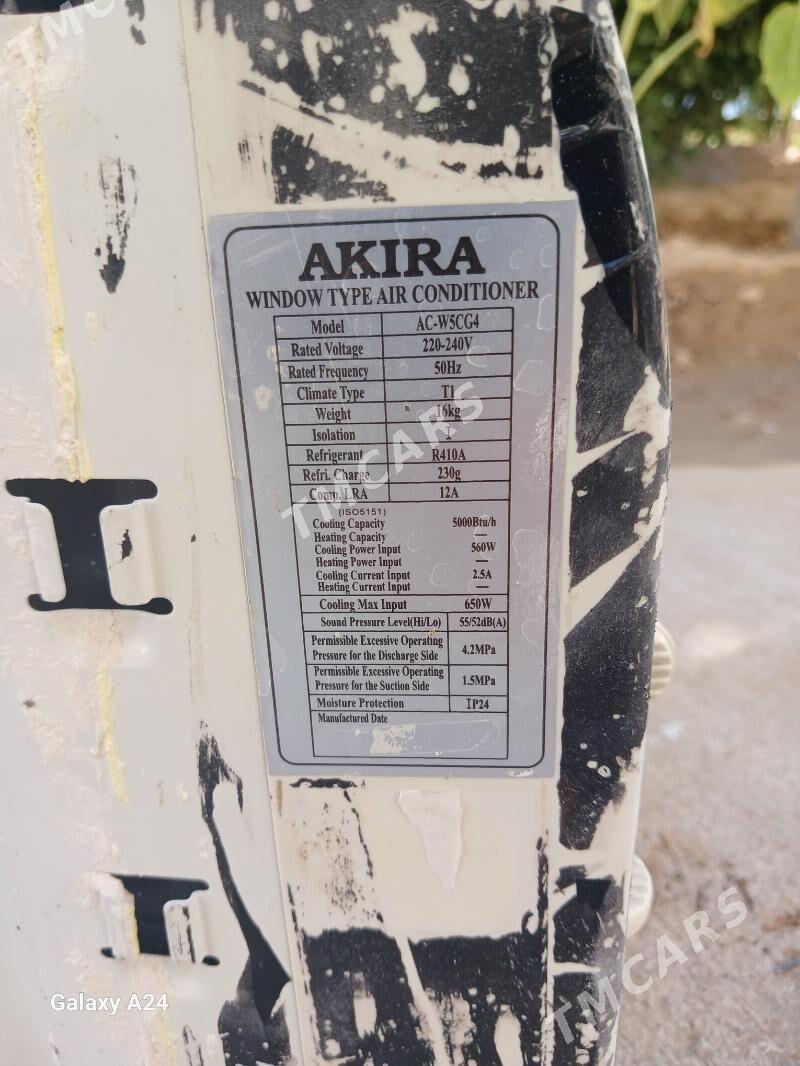 TMCARS
AKIRA
WINDOW TYPE AIR CONDITIONER
Model AC-W5CG4
Rated Voltage 220-240V
Rated Frequency 50Hz
Climate Type T1
Weight 16kg
Isolation I
Refrigerant R410A
Refri. Charge 230g
Comp. LRA 12A
(ISO5151)
Cooling Capacity 5000Btu/h
Heating Capacity —
Cooling Power Input 560W
Heating Power Input —
Cooling Current Input 2.5A
Heating Current Input —
Cooling Max Input 650W
Sound Pressure Level(Hi/Lo) 55/52dB(A)
Permissible Excessive Operating
Pressure for the Discharge Side 4.2MPa
Permissible Excessive Operating
Pressure for the Suction Side 1.5MPa
Moisture Protection IP24
Manufactured Date
TMCARS
TMCARS
Galaxy A24